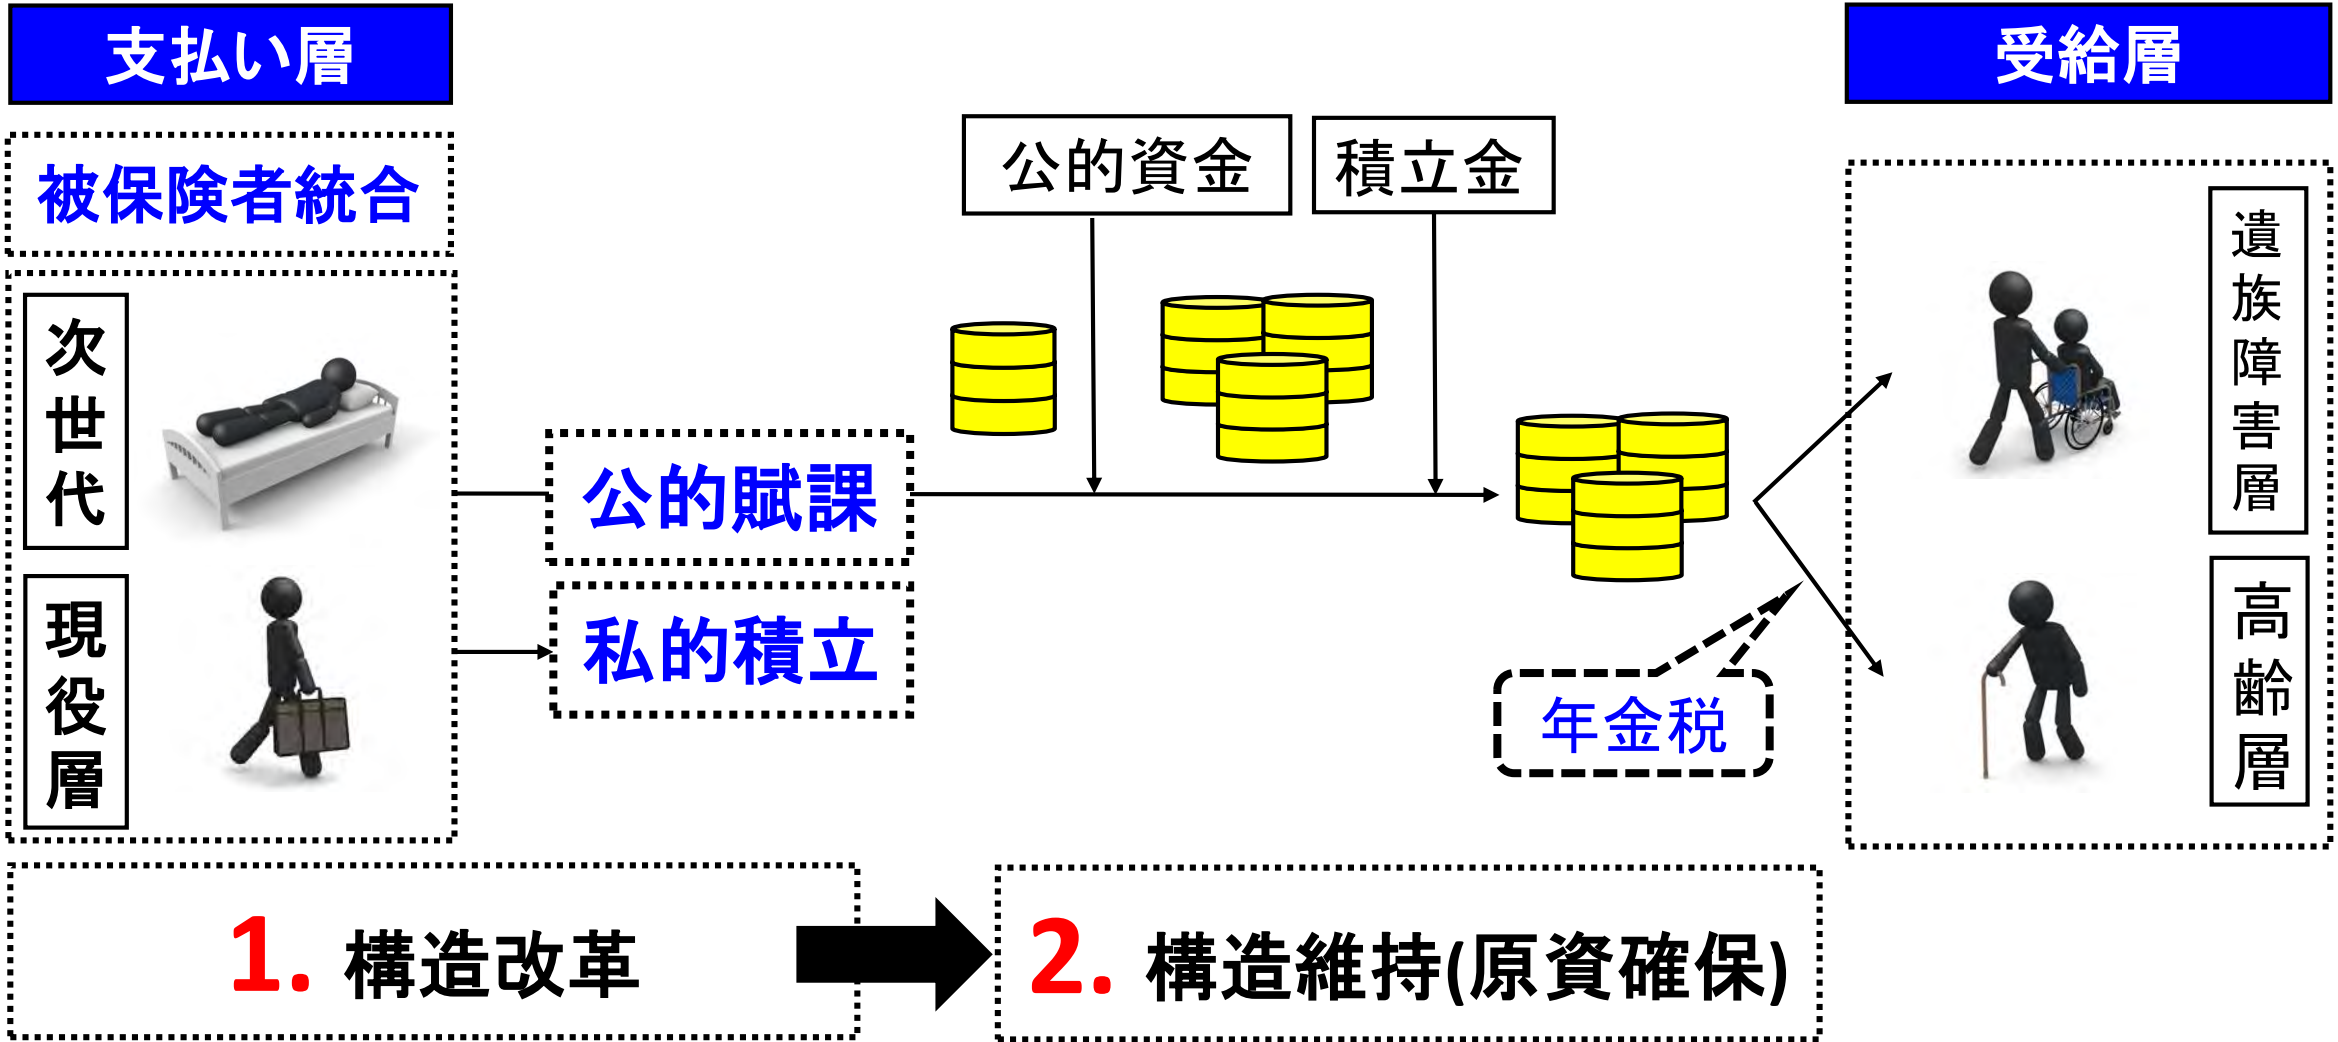 支払い層
受給層
被保険者統合
公的資金
積立金
次世代
現役層
公的賦課
私的積立
年金税
遺族障害層
高齢層
1. 構造改革
2. 構造維持(原資確保)